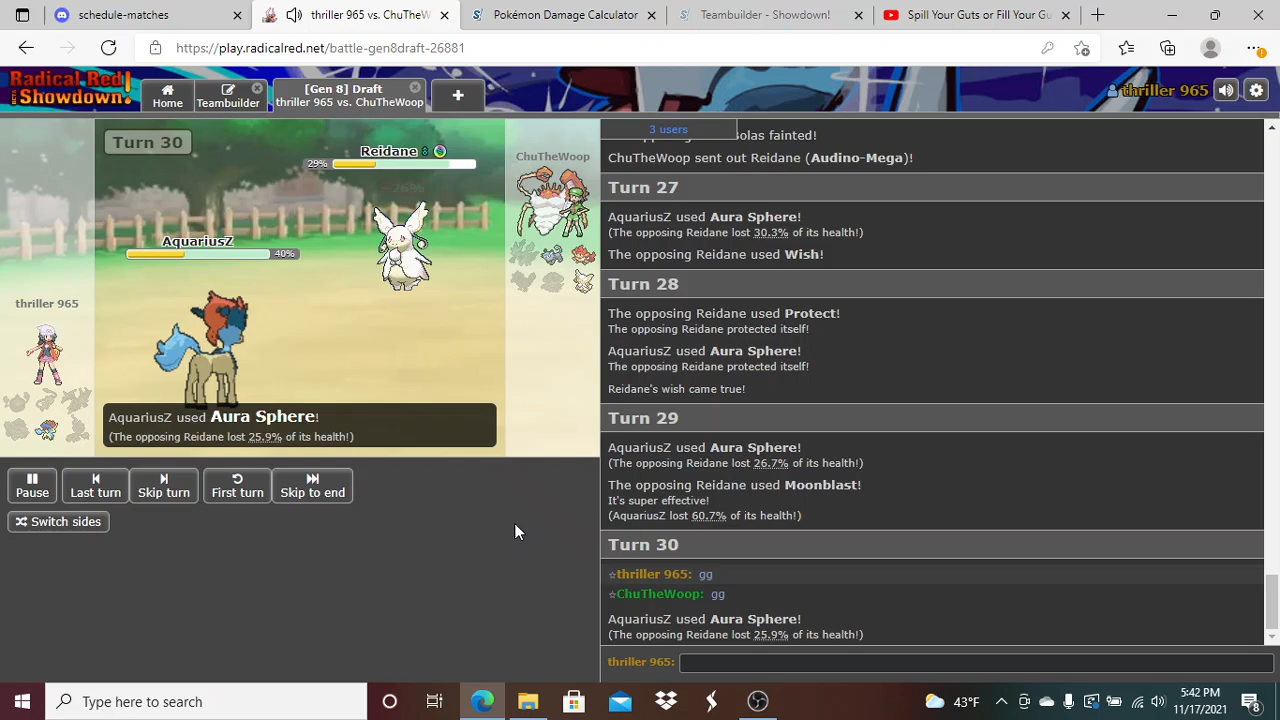 schedule-matches
thriller 965 vs. ChuTheW
Pokémon Damage Calculator
Teambuilder - Showdown!
Spill Your Guts or Fill Your Gu
https://play.radicalred.net/battle-gen8draft-26881
Radical Red
Showdown!
Home
Teambuilder
[Gen 8] Draft
thriller 965 vs. ChuTheWoop
thriller 965
Turn 30
Reidane
29%
26%
AquariusZ
40%
ChuTheWoop
thriller 965
AquariusZ used Aura Sphere!
(The opposing Reidane lost 25.9% of its health!)
Pause
Last turn
Skip turn
First turn
Skip to end
Switch sides
3 users
olas fainted!
ChuTheWoop sent out Reidane (Audino-Mega)!
Turn 27
AquariusZ used Aura Sphere!
(The opposing Reidane lost 30.3% of its health!)
The opposing Reidane used Wish!
Turn 28
The opposing Reidane used Protect!
The opposing Reidane protected itself!
AquariusZ used Aura Sphere!
The opposing Reidane protected itself!
Reidane's wish came true!
Turn 29
AquariusZ used Aura Sphere!
(The opposing Reidane lost 26.7% of its health!)
The opposing Reidane used Moonblast!
It's super effective!
(AquariusZ lost 60.7% of its health!)
Turn 30
☆thriller 965: gg
☆ChuTheWoop: gg
AquariusZ used Aura Sphere!
(The opposing Reidane lost 25.9% of its health!)
thriller 965:
Type here to search
43°F
5:42 PM
11/17/2021
8